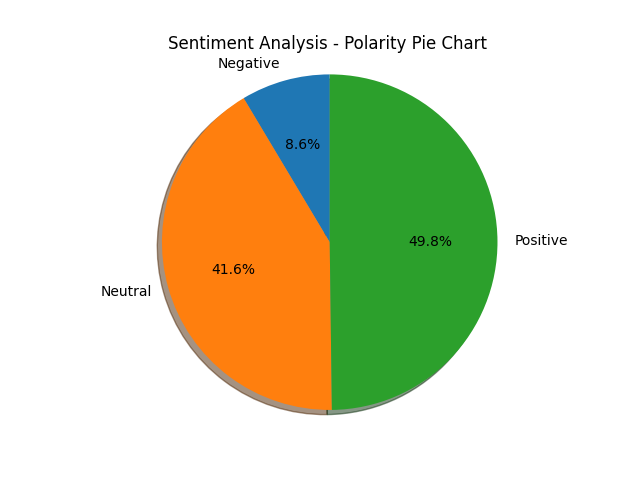 Sentiment Analysis - Polarity Pie Chart
Negative
8.6%
49.8%
Positive
41.6%
Neutral